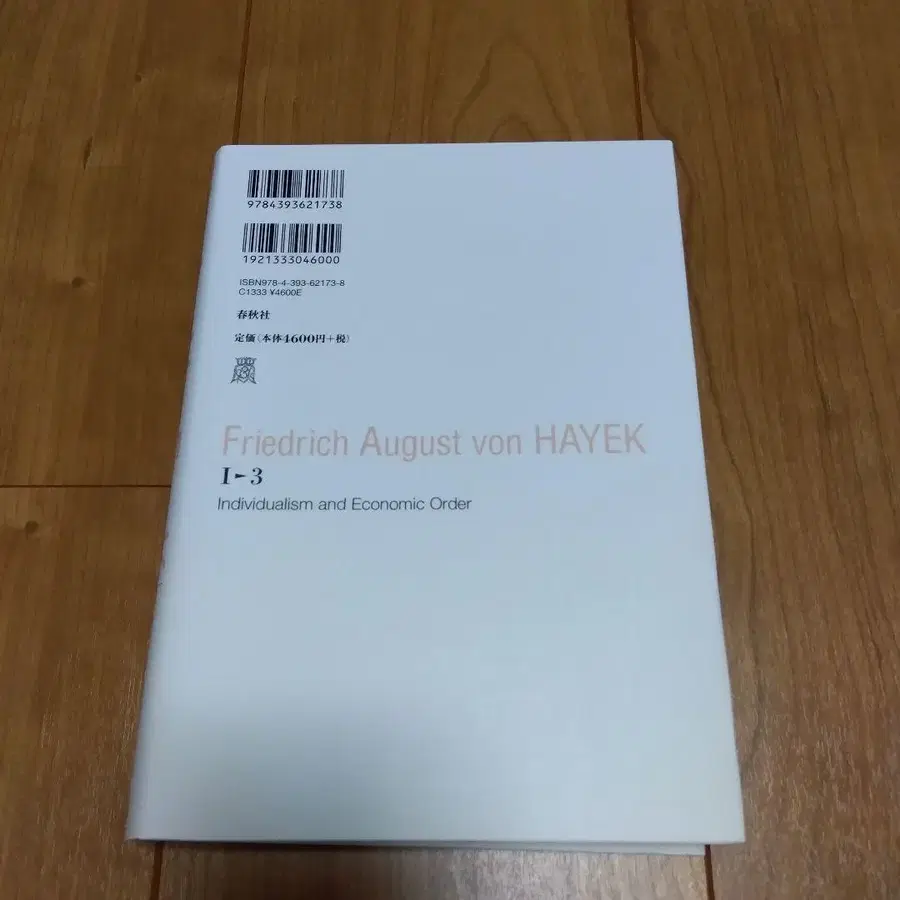 9784393621738
1921333046000
ISBN978-4-393-62173-8
C1333 ¥4600E
春秋社
定価(本体4600円+税)
Friedrich August von HAYEK
I►3
Individualism and Economic Order